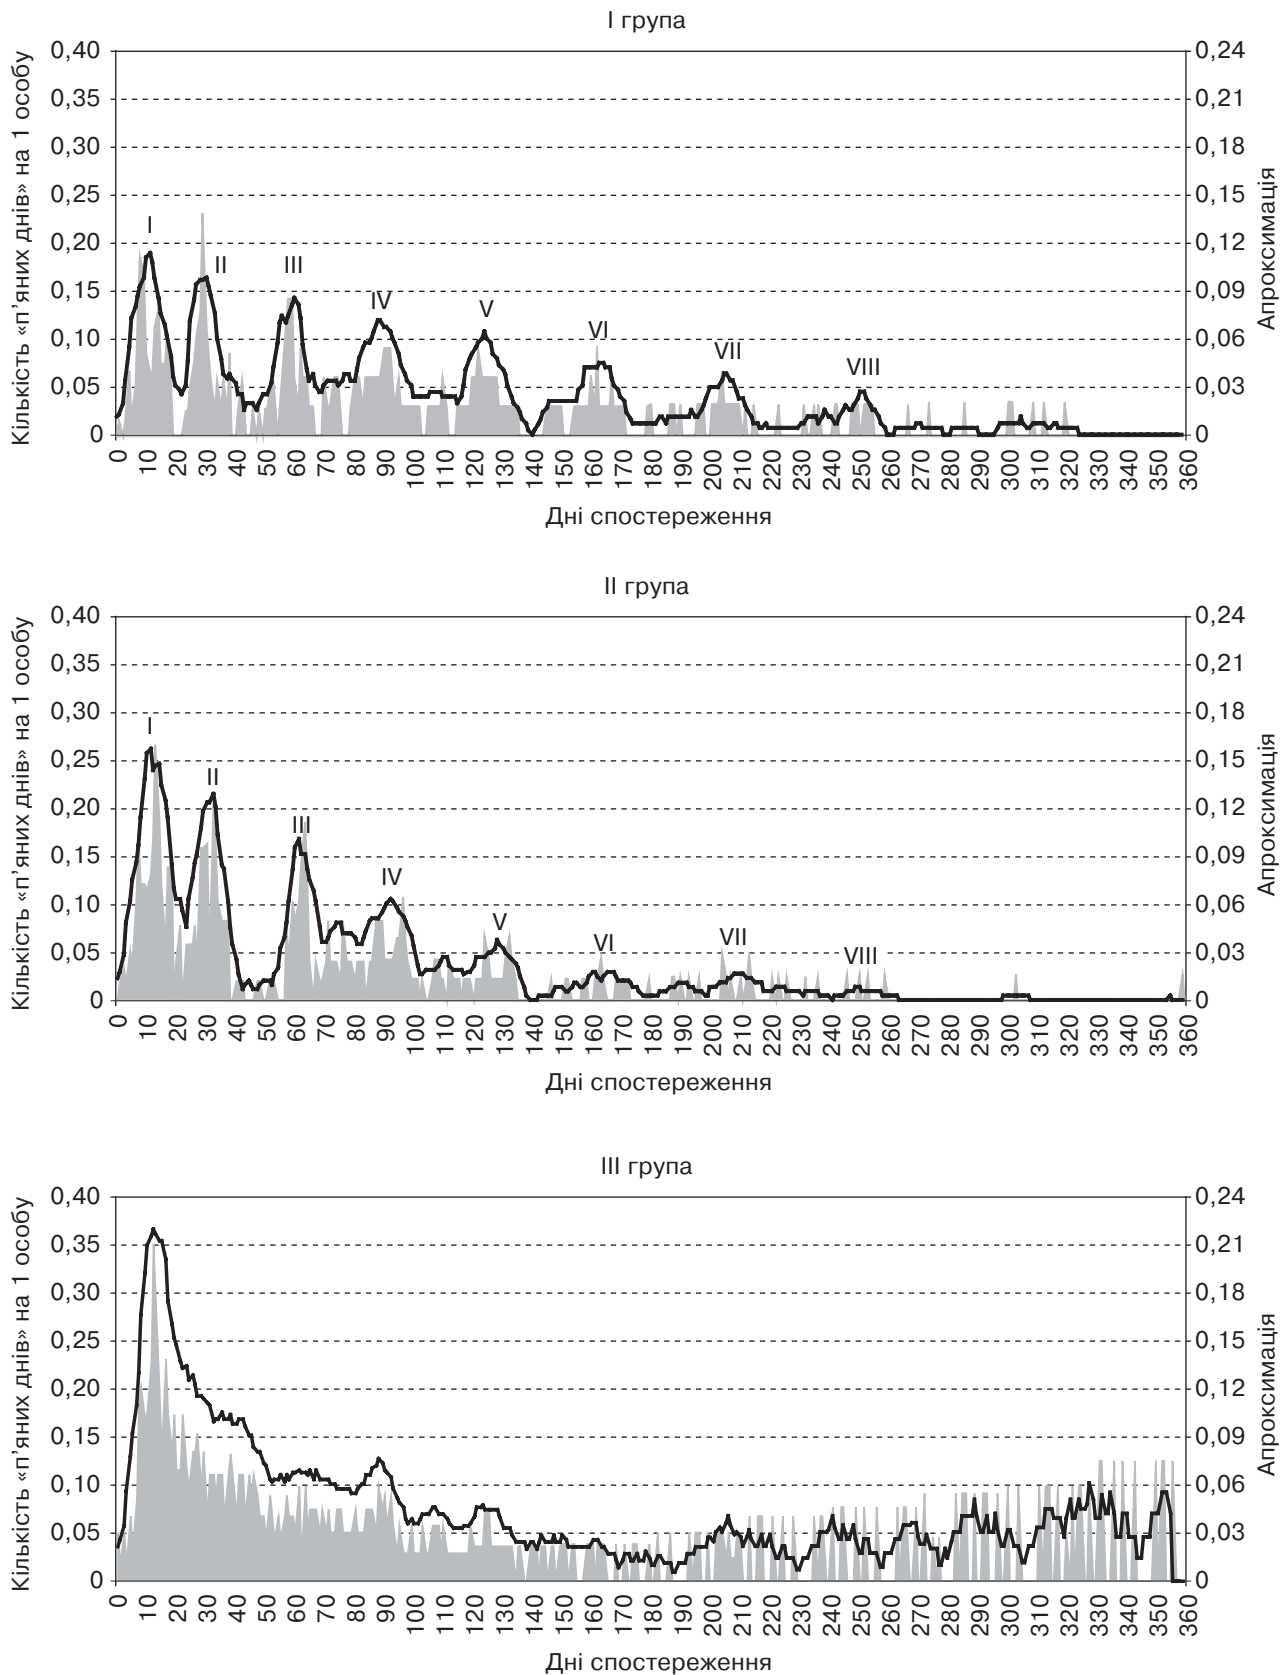 I група
Кількість «п’яних днів» на 1 особу
0,40
0,35
0,30
0,25
0,20
0,15
0,10
0,05
0
I
II
III
IV
V
VI
VII
VIII
0,24
0,21
0,18
0,15
0,12
0,09
0,06
0,03
0
Апроксимація
0 10 20 30 40 50 60 70 80 90 100 110 120 130 140 150 160 170 180 190 200 210 220 230 240 250 260 270 280 290 300 310 320 330 340 350 360
Дні спостереження
II група
Кількість «п’яних днів» на 1 особу
0,40
0,35
0,30
0,25
0,20
0,15
0,10
0,05
0
I
II
III
IV
V
VI
VII
VIII
0,24
0,21
0,18
0,15
0,12
0,09
0,06
0,03
0
Апроксимація
0 10 20 30 40 50 60 70 80 90 100 110 120 130 140 150 160 170 180 190 200 210 220 230 240 250 260 270 280 290 300 310 320 330 340 350 360
Дні спостереження
III група
Кількість «п’яних днів» на 1 особу
0,40
0,35
0,30
0,25
0,20
0,15
0,10
0,05
0
0,24
0,21
0,18
0,15
0,12
0,09
0,06
0,03
0
Апроксимація
0 10 20 30 40 50 60 70 80 90 100 110 120 130 140 150 160 170 180 190 200 210 220 230 240 250 260 270 280 290 300 310 320 330 340 350 360
Дні спостереження